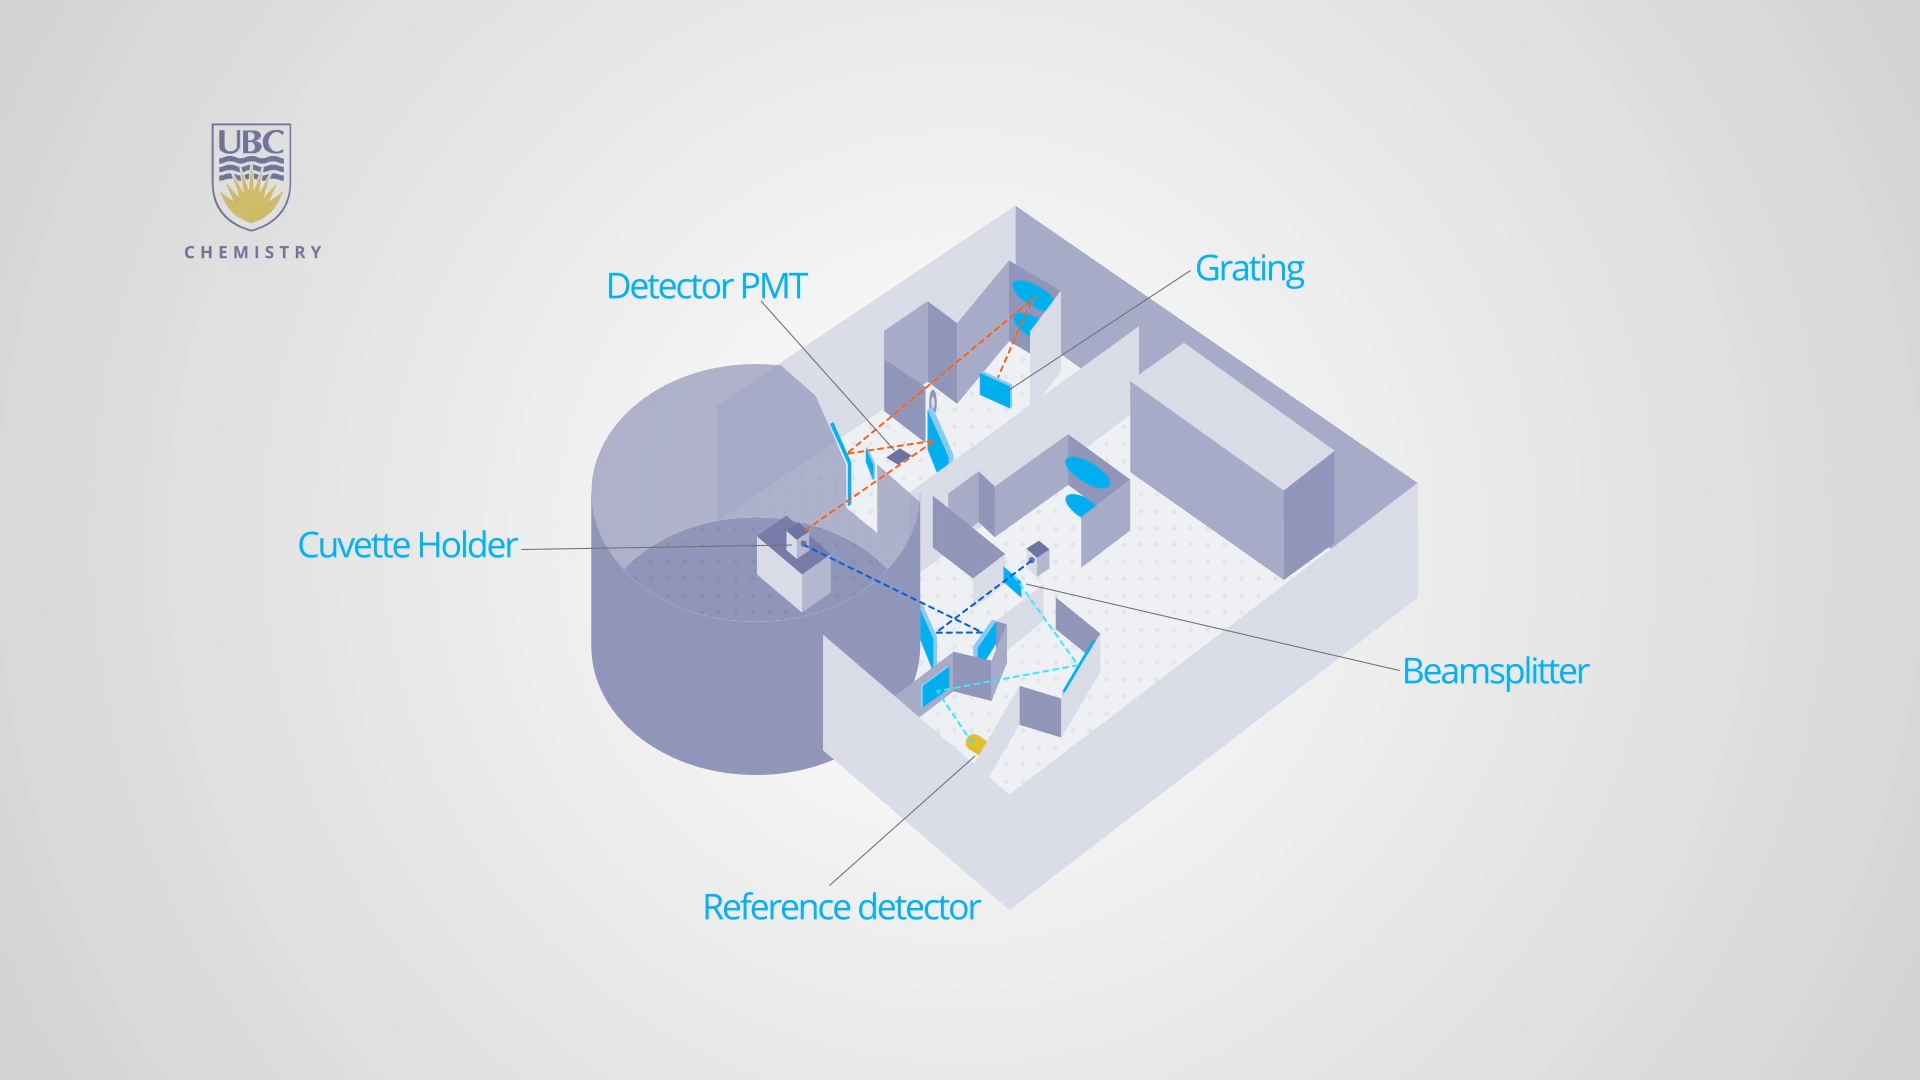 UBC
CHEMISTRY
Detector PMT
Grating
Cuvette Holder
Beamsplitter
Reference detector